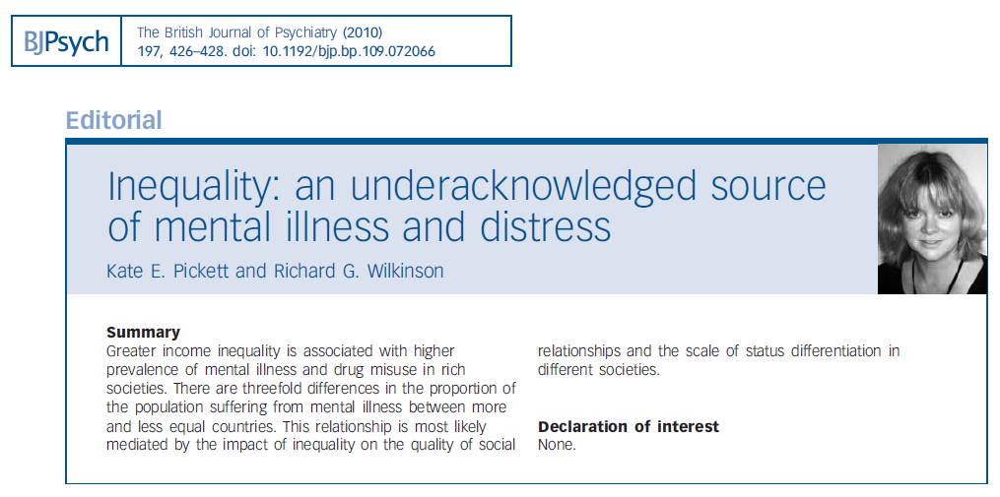 BJPsych
The British Journal of Psychiatry (2010)
197, 426–428. doi: 10.1192/bjp.bp.109.072066
Editorial
Inequality: an underacknowledged source
of mental illness and distress
Kate E. Pickett and Richard G. Wilkinson
Summary
Greater income inequality is associated with higher
prevalence of mental illness and drug misuse in rich
societies. There are threefold differences in the proportion of
the population suffering from mental illness between more
and less equal countries. This relationship is most likely
mediated by the impact of inequality on the quality of social
relationships and the scale of status differentiation in
different societies.
Declaration of interest
None.